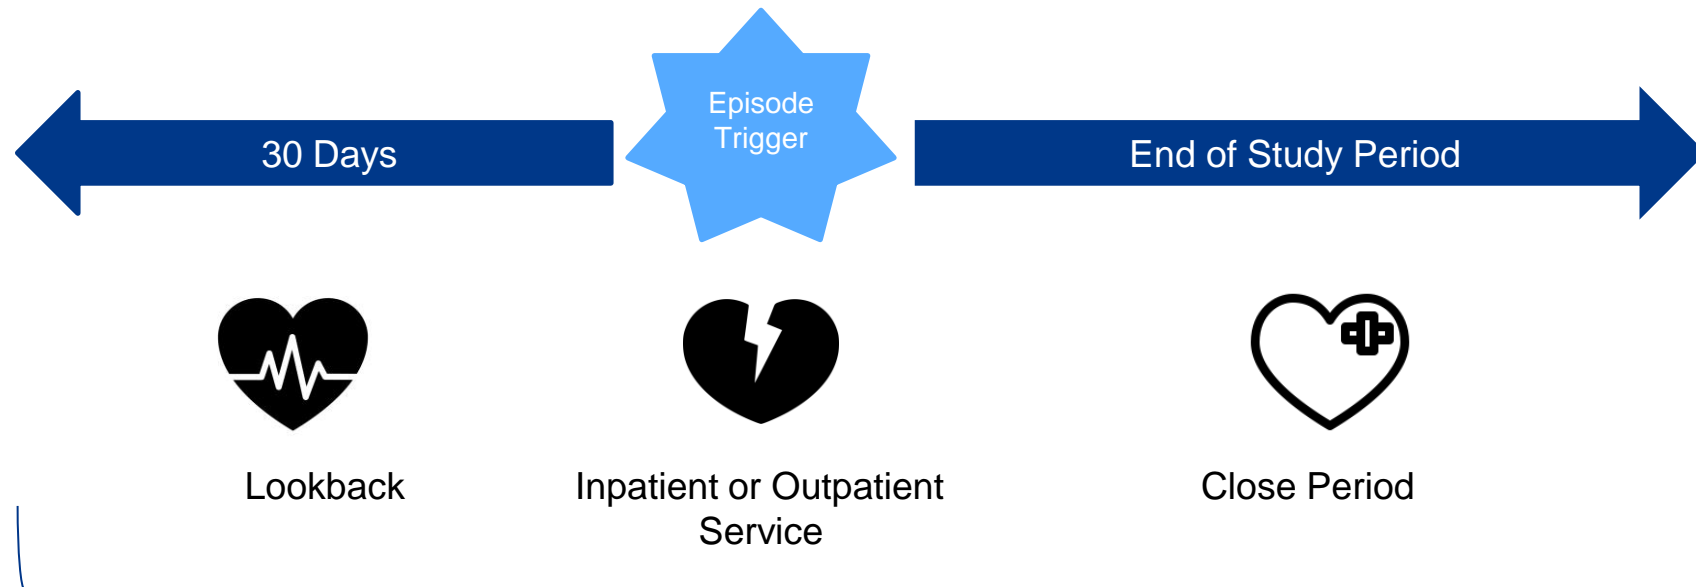 Episode
Trigger
30 Days
End of Study Period
Lookback
Inpatient or Outpatient
Service
Close Period